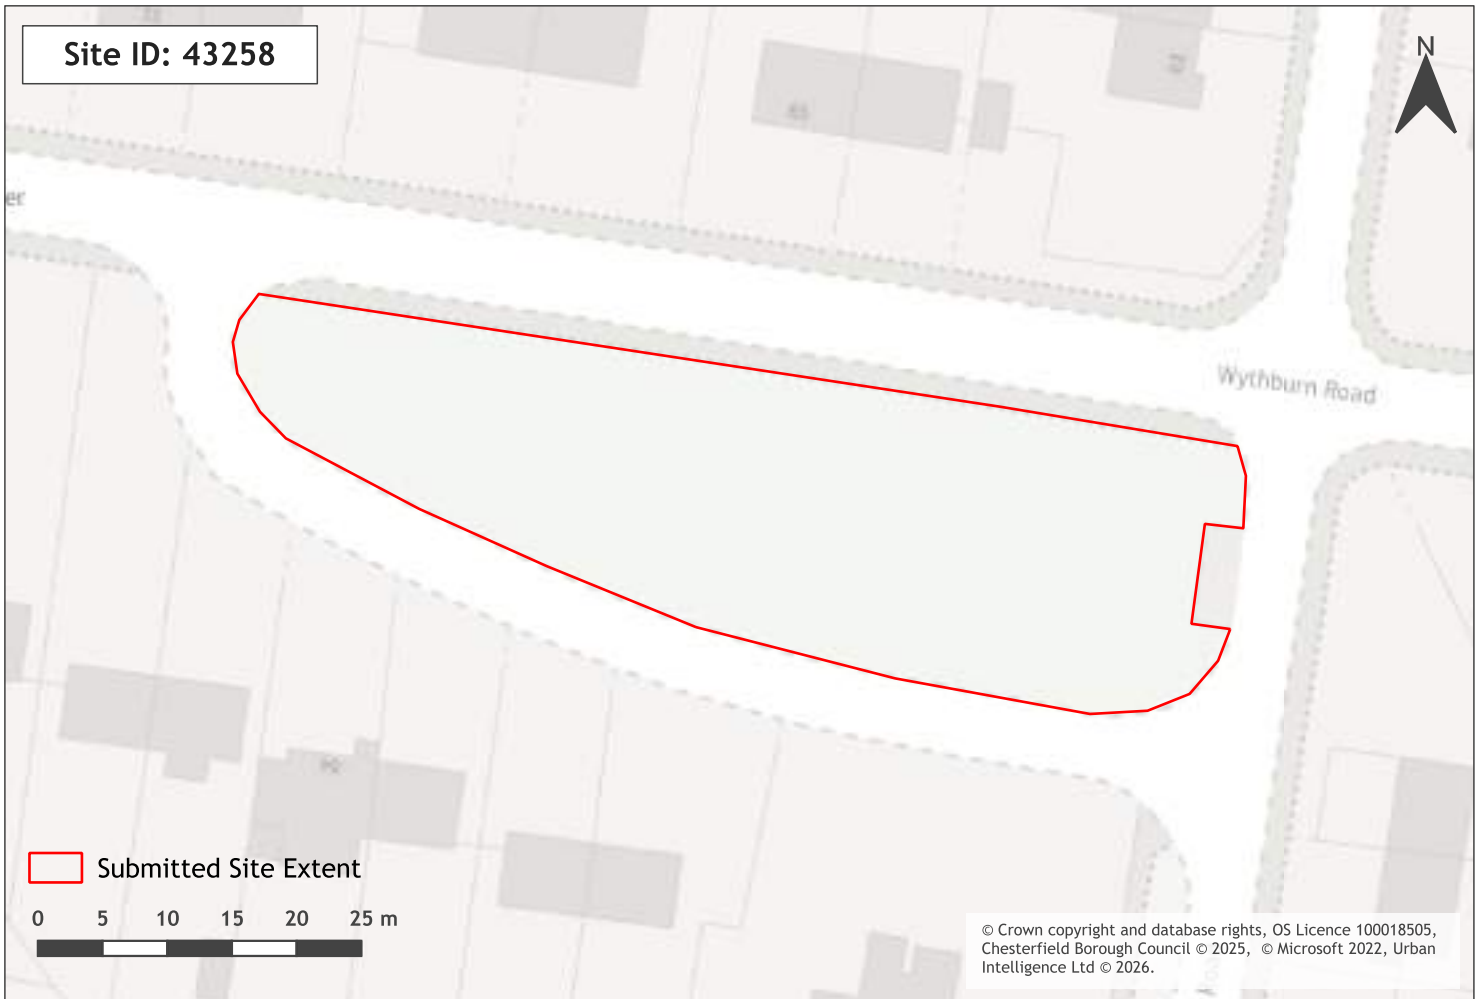 Site ID: 43258
N
er
Wythburn Road
Submitted Site Extent
0 5 10 15 20 25 m
© Crown copyright and database rights, OS Licence 100018505,
Chesterfield Borough Council © 2025, © Microsoft 2022, Urban
Intelligence Ltd © 2026.